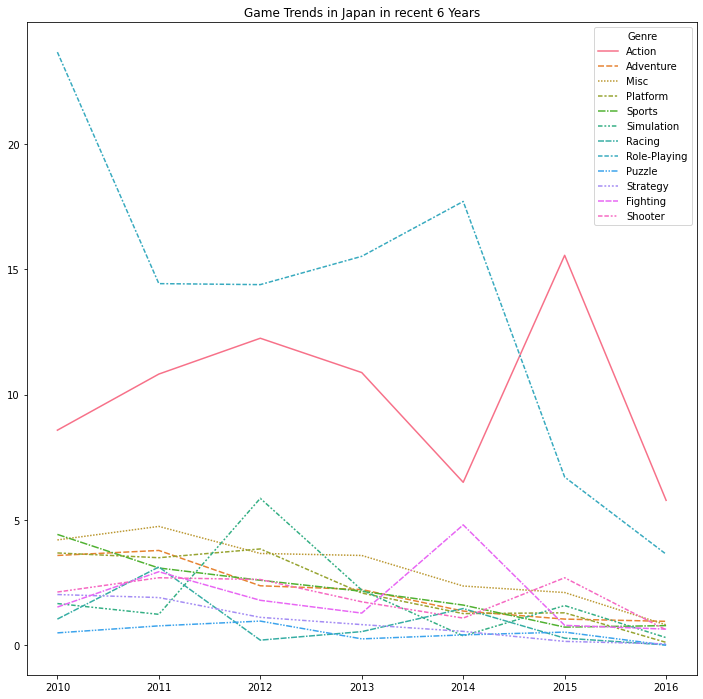 Game Trends in Japan in recent 6 Years
Genre
Action
Adventure
Misc
Platform
Sports
Simulation
Racing
Role-Playing
Puzzle
Strategy
Fighting
Shooter
20
15
10
5
0
2010 2011 2012 2013 2014 2015 2016